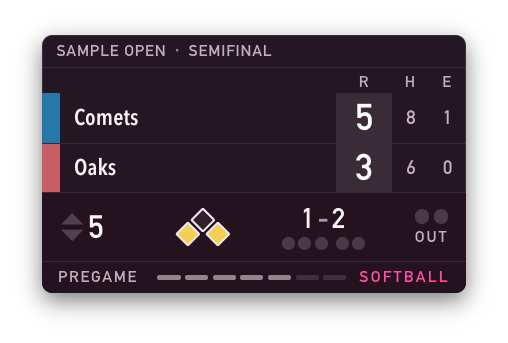 SAMPLE OPEN · SEMIFINAL
R H E
Comets 5 8 1
Oaks 3 6 0
5 1-2
OUT
PREGAME SOFTBALL